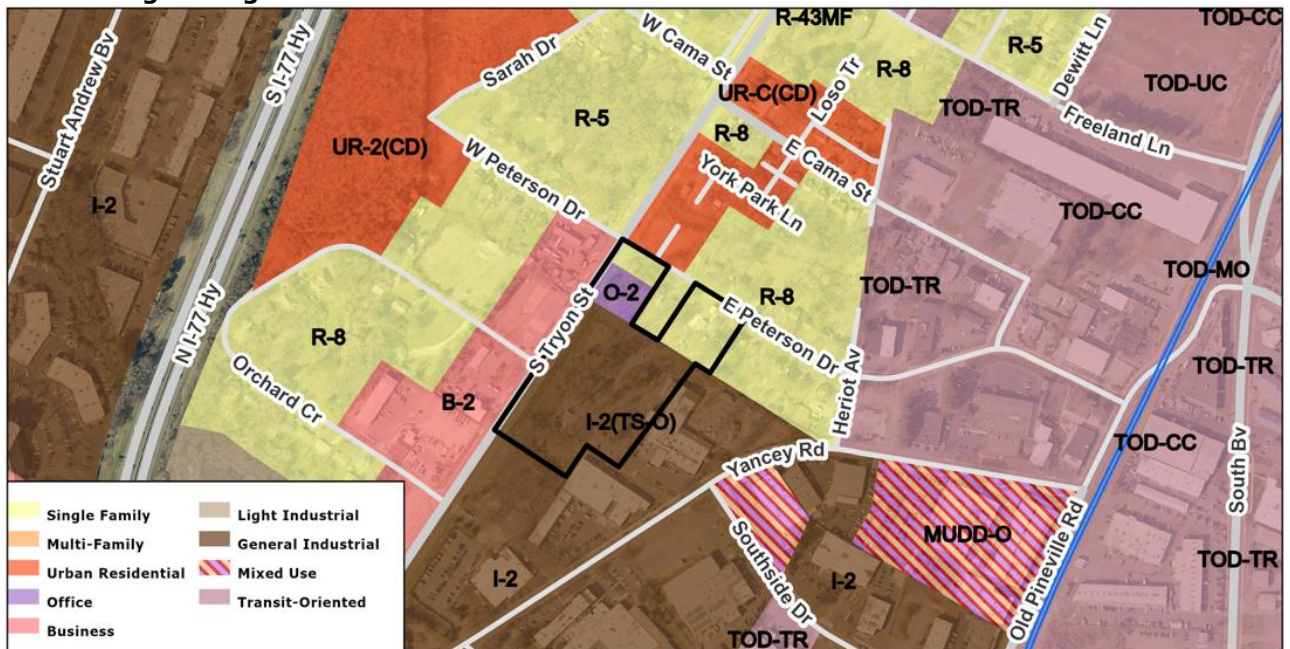 R-43MF
TOD-CC
S I-77 Hy
W Cama St
R-5
Dewitt Ln
Stuart Andrew Bv
Sarah Dr
R-8
Loso Tr
TOD-UC
UR-C(CD)
TOD-TR
Freeland Ln
R-5
R-8
UR-2(CD)
E Cama St
W Peterson Dr
York Park Ln
I-2
TOD-CC
TOD-MO
O-2
R-8
TOD-TR
N I-77 Hy
S Tryon St
E Peterson Dr
R-8
Orchard Cr
Heriot Av
TOD-TR
B-2
I-2(TS-O)
TOD-CC
South Bv
Yancey Rd
MUDD-O
Old Pineville Rd
Southside Dr
I-2
I-2
TOD-TR
TOD-TR
Single Family
Multi-Family
Urban Residential
Office
Business
Light Industrial
General Industrial
Mixed Use
Transit-Oriented